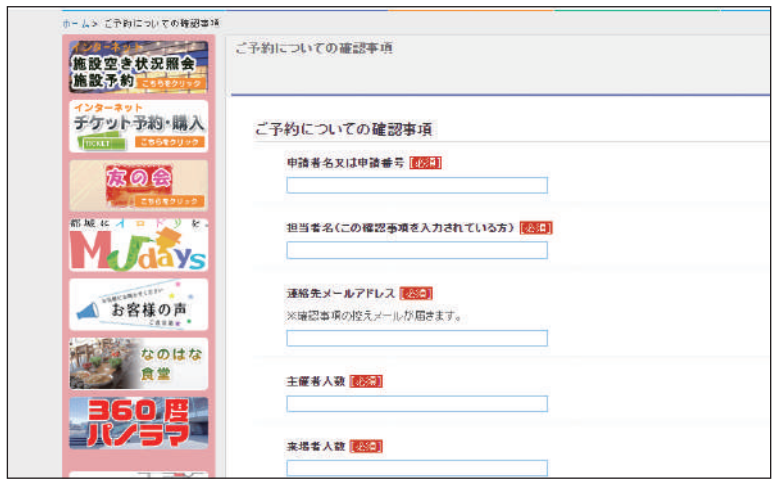 ホーム > ご予約についての確認事項
インターネット
施設空き状況照会
施設予約 こちらをクリック
インターネット
チケット予約・購入
TICKET こちらをクリック
友の会
こちらをクリック
都城にイロドリを。
MJdays
お客様の声
なのはな
食堂
360度
パノラマ
ご予約についての確認事項
ご予約についての確認事項
申請者名又は申請番号 [必須]
担当者名(この確認事項を入力されている方) [必須]
連絡先メールアドレス [必須]
※確認事項の控えメールが届きます。
主催者人数 [必須]
来場者人数 [必須]